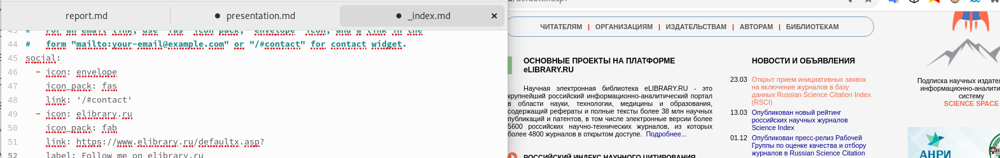 report.md
presentation.md
_index.md
43 # For an email link, use "fas" icon pack, "envelope" icon, and a link in the
44 # form "mailto:your-email@example.com" or "/#contact" for contact widget.
45 social:
46 - icon: envelope
47 icon_pack: fas
48 link: '/#contact'
49 - icon: elibrary.ru
50 icon_pack: fab
51 link: https://www.elibrary.ru/defaultx.asp?
52 label: Follow me on elibrary.ru
ЧИТАТЕЛЯМ | ОРГАНИЗАЦИЯМ | ИЗДАТЕЛЬСТВАМ | АВТОРАМ | БИБЛИОТЕКАМ
ОСНОВНЫЕ ПРОЕКТЫ НА ПЛАТФОРМЕ
eLIBRARY.RU
Научная электронная библиотека eLIBRARY.RU - это
крупнейший российский информационно-аналитический портал
в области науки, технологии, медицины и образования,
содержащий рефераты и полные тексты более 38 млн научных
публикаций и патентов, в том числе электронные версии более
5600 российских научно-технических журналов, из которых
более 4800 журналов в открытом доступе. Подробнее...
РОССИЙСКИЙ ИНДЕКС НАУЧНОГО ЦИТИРОВАНИЯ
НОВОСТИ И ОБЪЯВЛЕНИЯ
23.03 Открыт прием инициативных заявок
на включение журналов в базу
данных Russian Science Citation Index
(RSCI)
13.03 Опубликован новый рейтинг
российских научных журналов
Science Index
01.12 Опубликован пресс-релиз Рабочей
Группы по оценке качества и отбору
журналов в Russian Science Citation
Подписка научных издател
информационно-аналитич
систему
SCIENCE SPACE
АНРИ